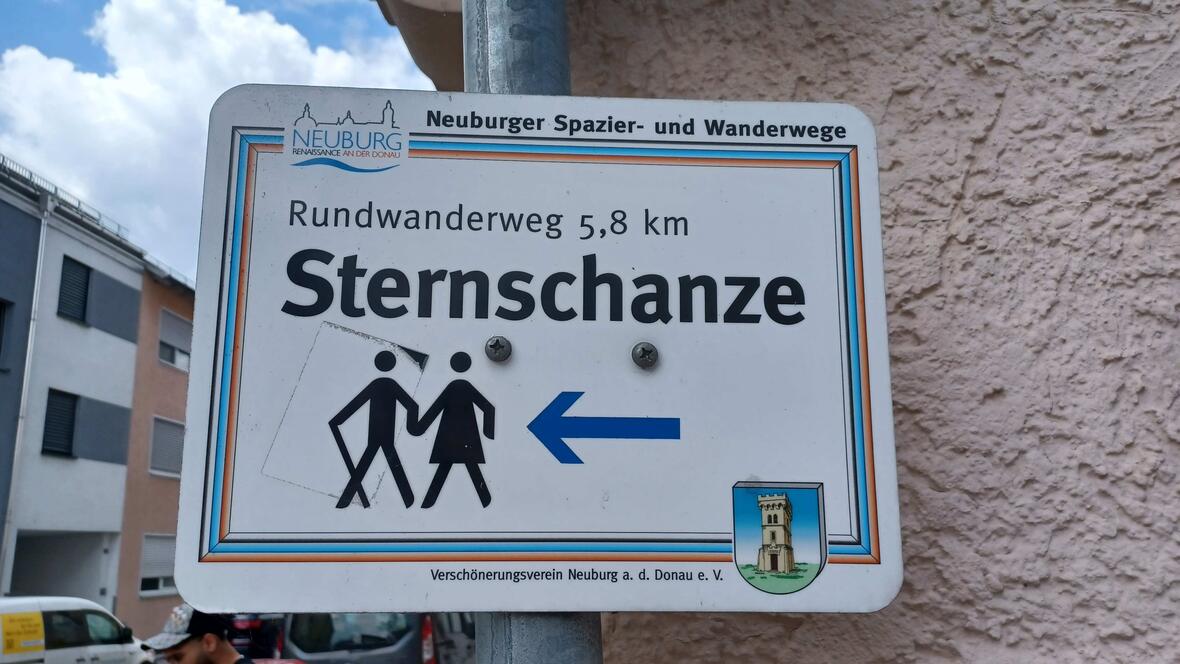 Neuburger Spazier- und Wanderwege
NEUBURG
RENAISSANCE AN DER DONAU
Rundwanderweg 5,8 km
Sternschanze
Verschönerungsverein Neuburg a. d. Donau e. V.